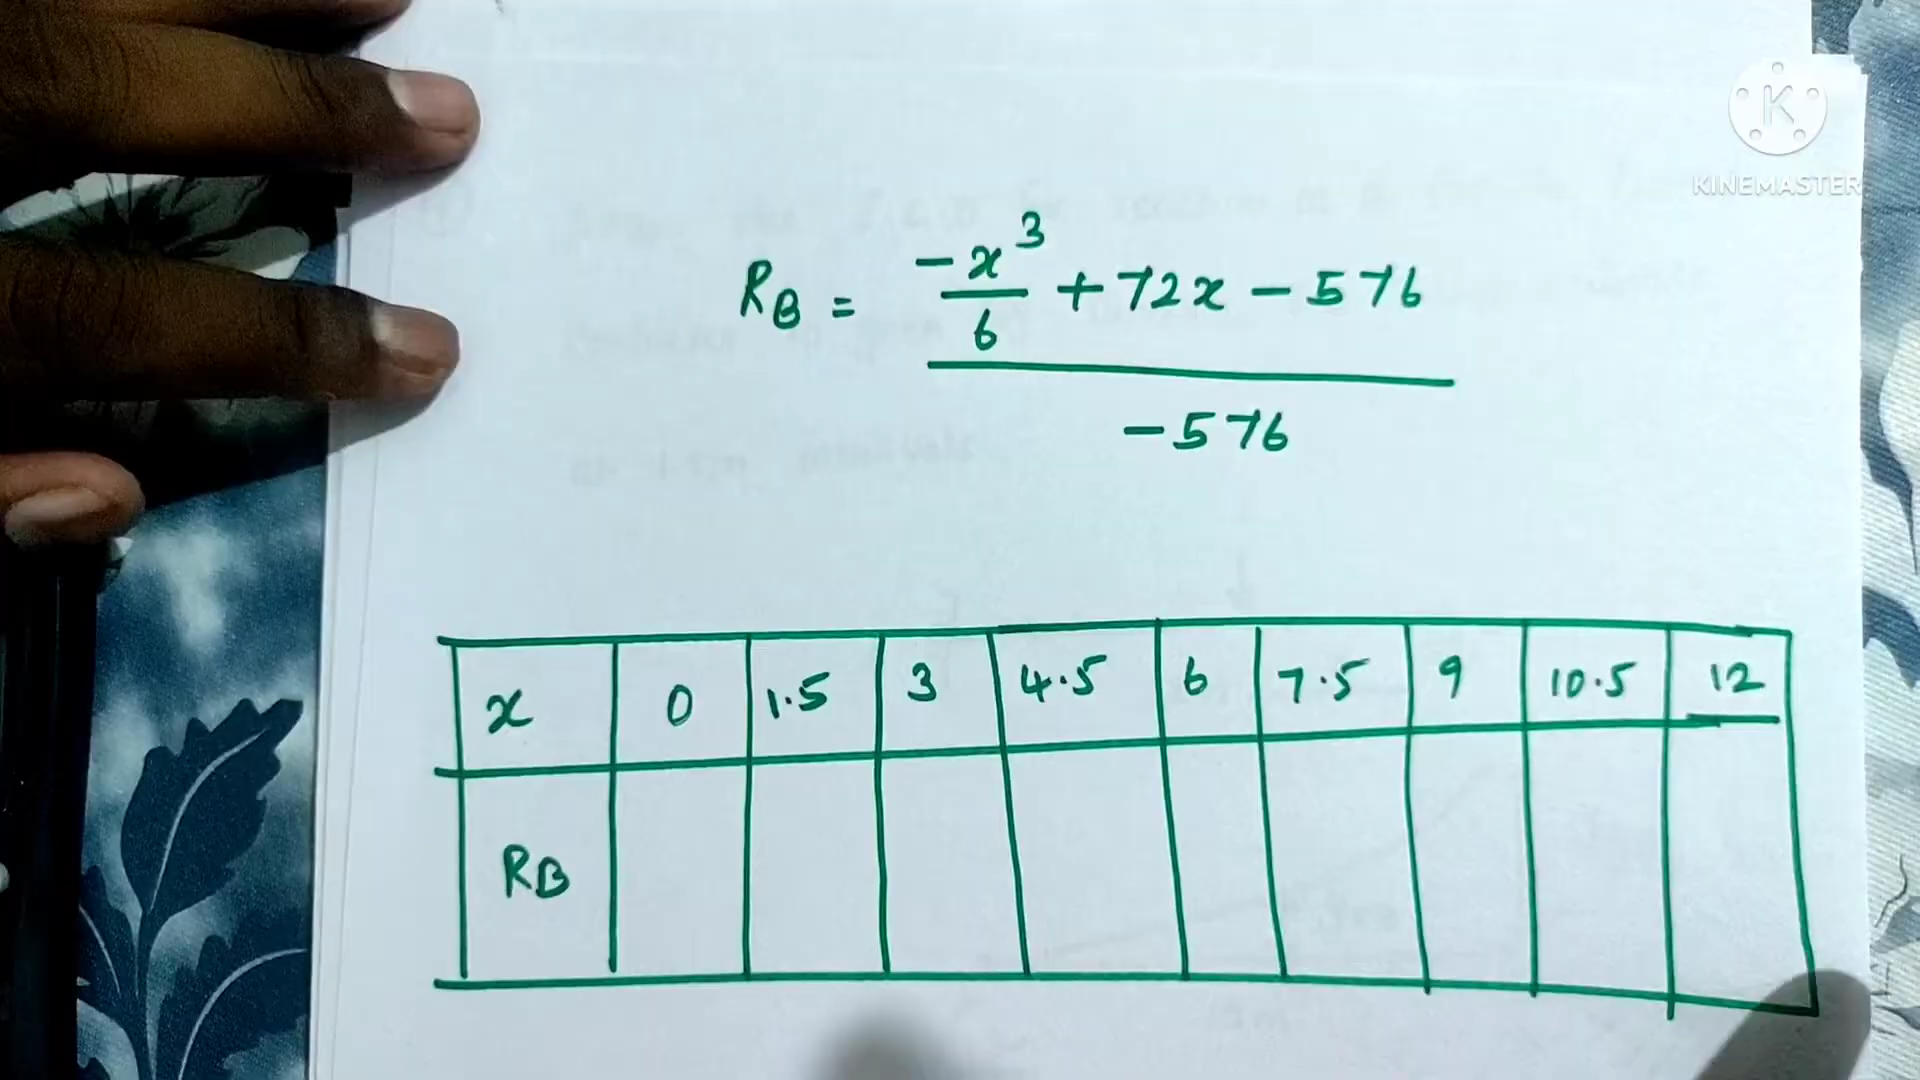 KINEMASTER
R_B = (-x³/6 + 72x - 576) / -576
x 0 1.5 3 4.5 6 7.5 9 10.5 12
R_B